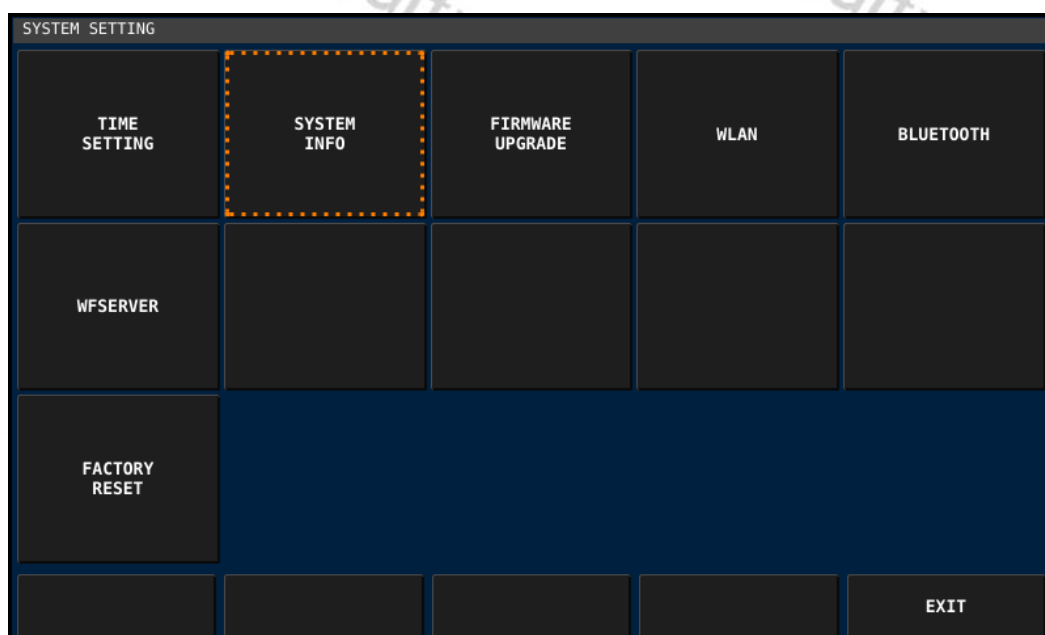 SYSTEM SETTING
TIME
SETTING
SYSTEM
INFO
FIRMWARE
UPGRADE
WLAN
BLUETOOTH
WFSERVER
FACTORY
RESET
EXIT